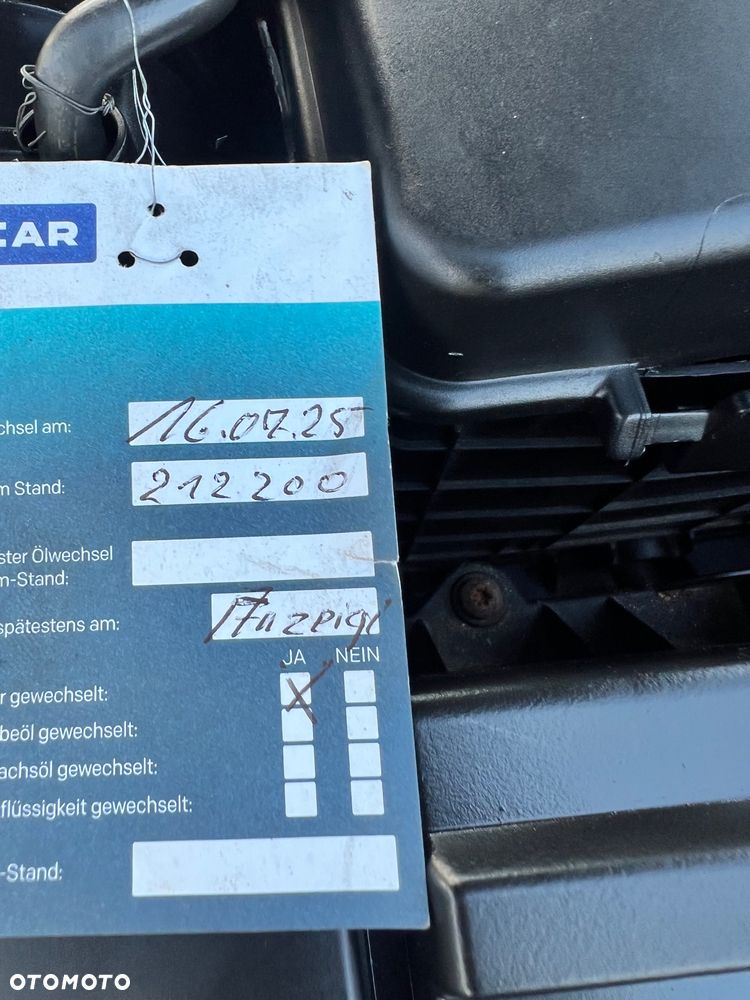 CAR
chsel am: 16.07.25
m Stand: 212 200
ster Ölwechsel
m-Stand:
spätestens am: Anzeige
JA NEIN
r gewechselt: X
beöl gewechselt:
achsöl gewechselt:
flüssigkeit gewechselt:
-Stand:
OTOMOTO